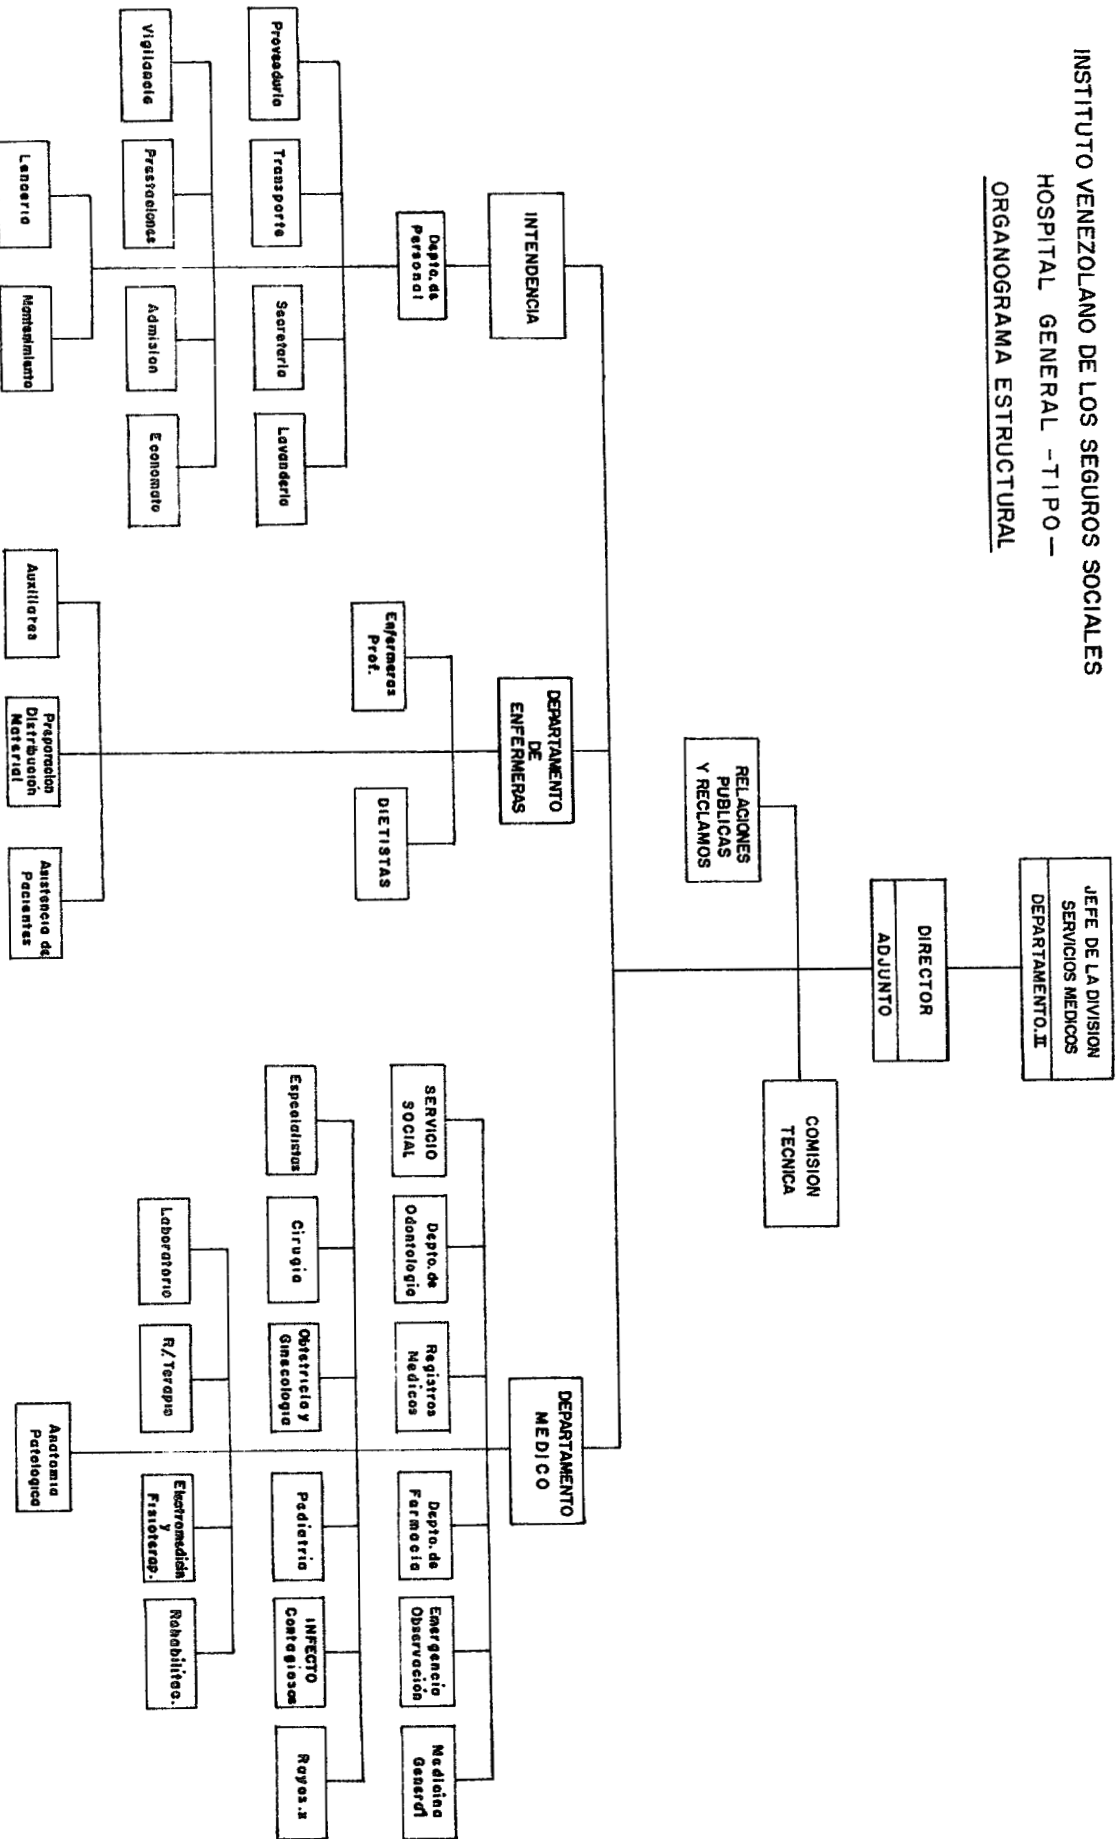 INSTITUTO VENEZOLANO DE LOS SEGUROS SOCIALES
HOSPITAL GENERAL -TIPO-
ORGANOGRAMA ESTRUCTURAL
JEFE DE LA DIVISION
SERVICIOS MEDICOS
DEPARTAMENTO.II
DIRECTOR
ADJUNTO
RELACIONES
PUBLICAS
Y RECLAMOS
COMISION
TECNICA
INTENDENCIA
Depto. de
Personal
Proveeduria
Transporte
Secretaria
Lavanderia
Vigilancia
Prestaciones
Admision
Economato
Lenceria
Mantenimiento
DEPARTAMENTO
DE
ENFERMERAS
Enfermeras
Prof.
DIETISTAS
Auxiliares
Preparacion
Distribución
Material
Asistencia de
Pacientes
DEPARTAMENTO
MEDICO
SERVICIO
SOCIAL
Depto. de
Odontologia
Registros
Medicos
Depto. de
Farmacia
Emergencia
Observación
Medicina
General
Especialistas
Cirugia
Obtetricia y
Ginecologia
Pediatria
INFECTO
Contagiosos
Rayos.x
Laboratorio
R/Terapia
Electromedicin
y
Fisioterap.
Rehabilitac.
Anatomia
Patologica